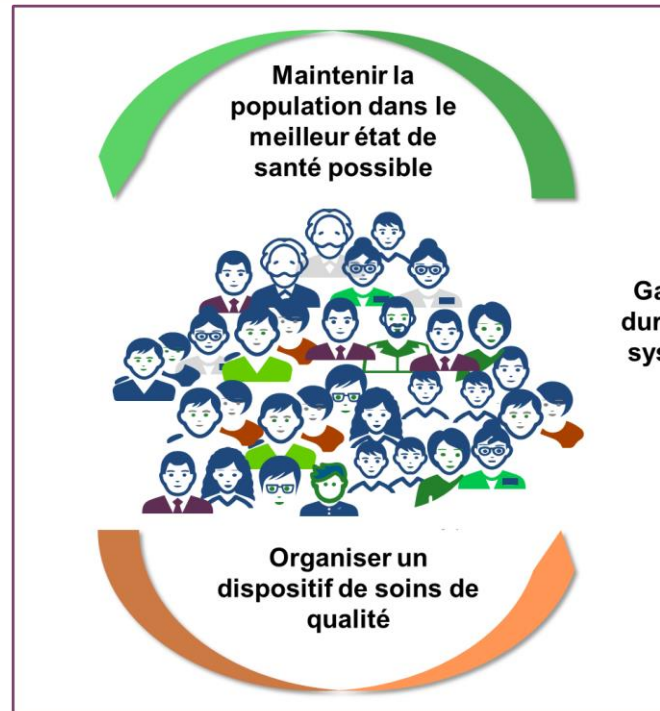 Maintenir la
population dans le
meilleur état de
santé possible
Organiser un
dispositif de soins de
qualité